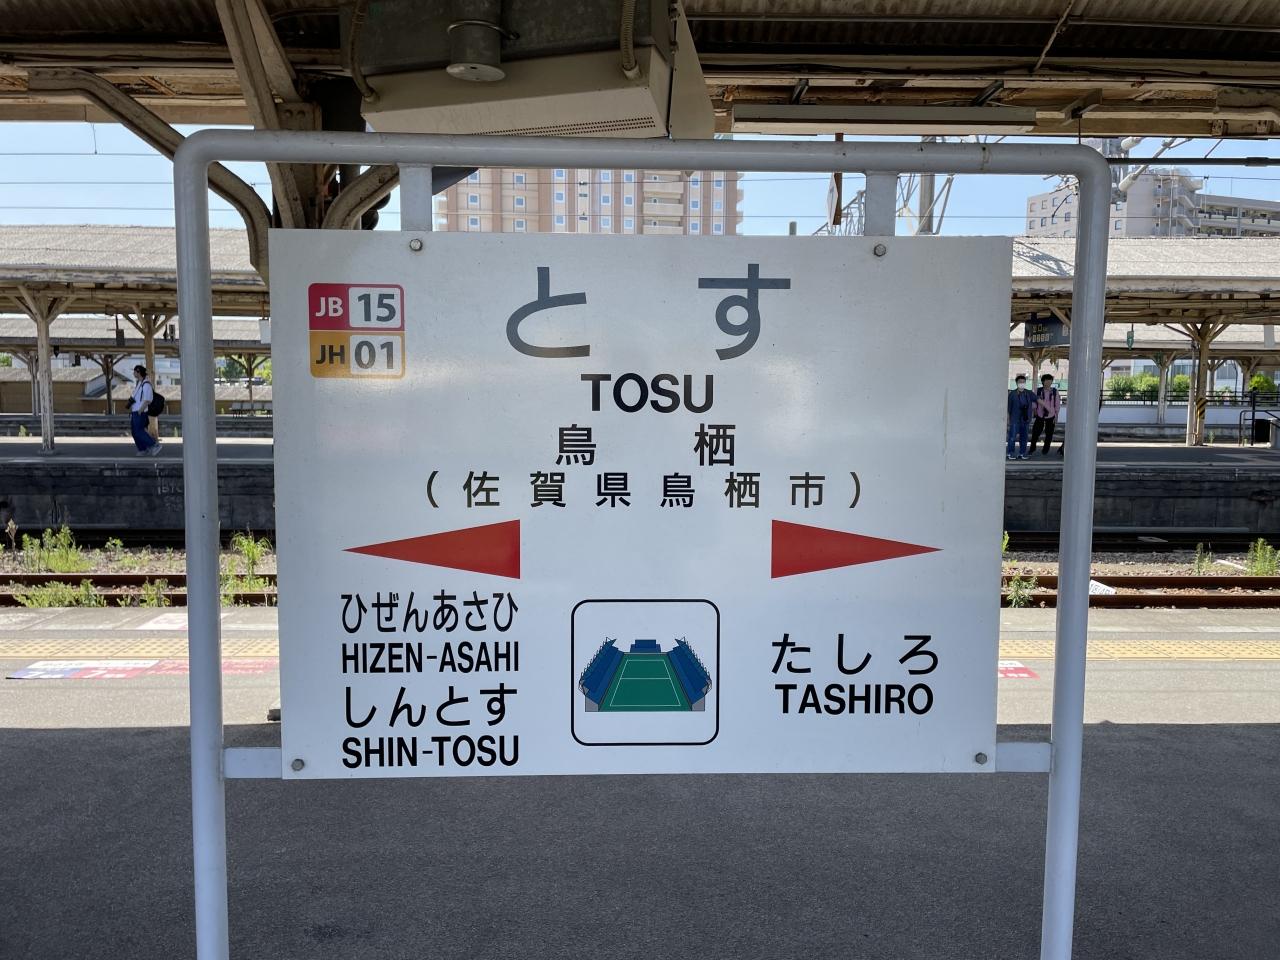 JB 15
JH 01
とす
TOSU
鳥栖
（佐賀県鳥栖市）
ひぜんあさひ
HIZEN-ASAHI
しんとす
SHIN-TOSU
たしろ
TASHIRO